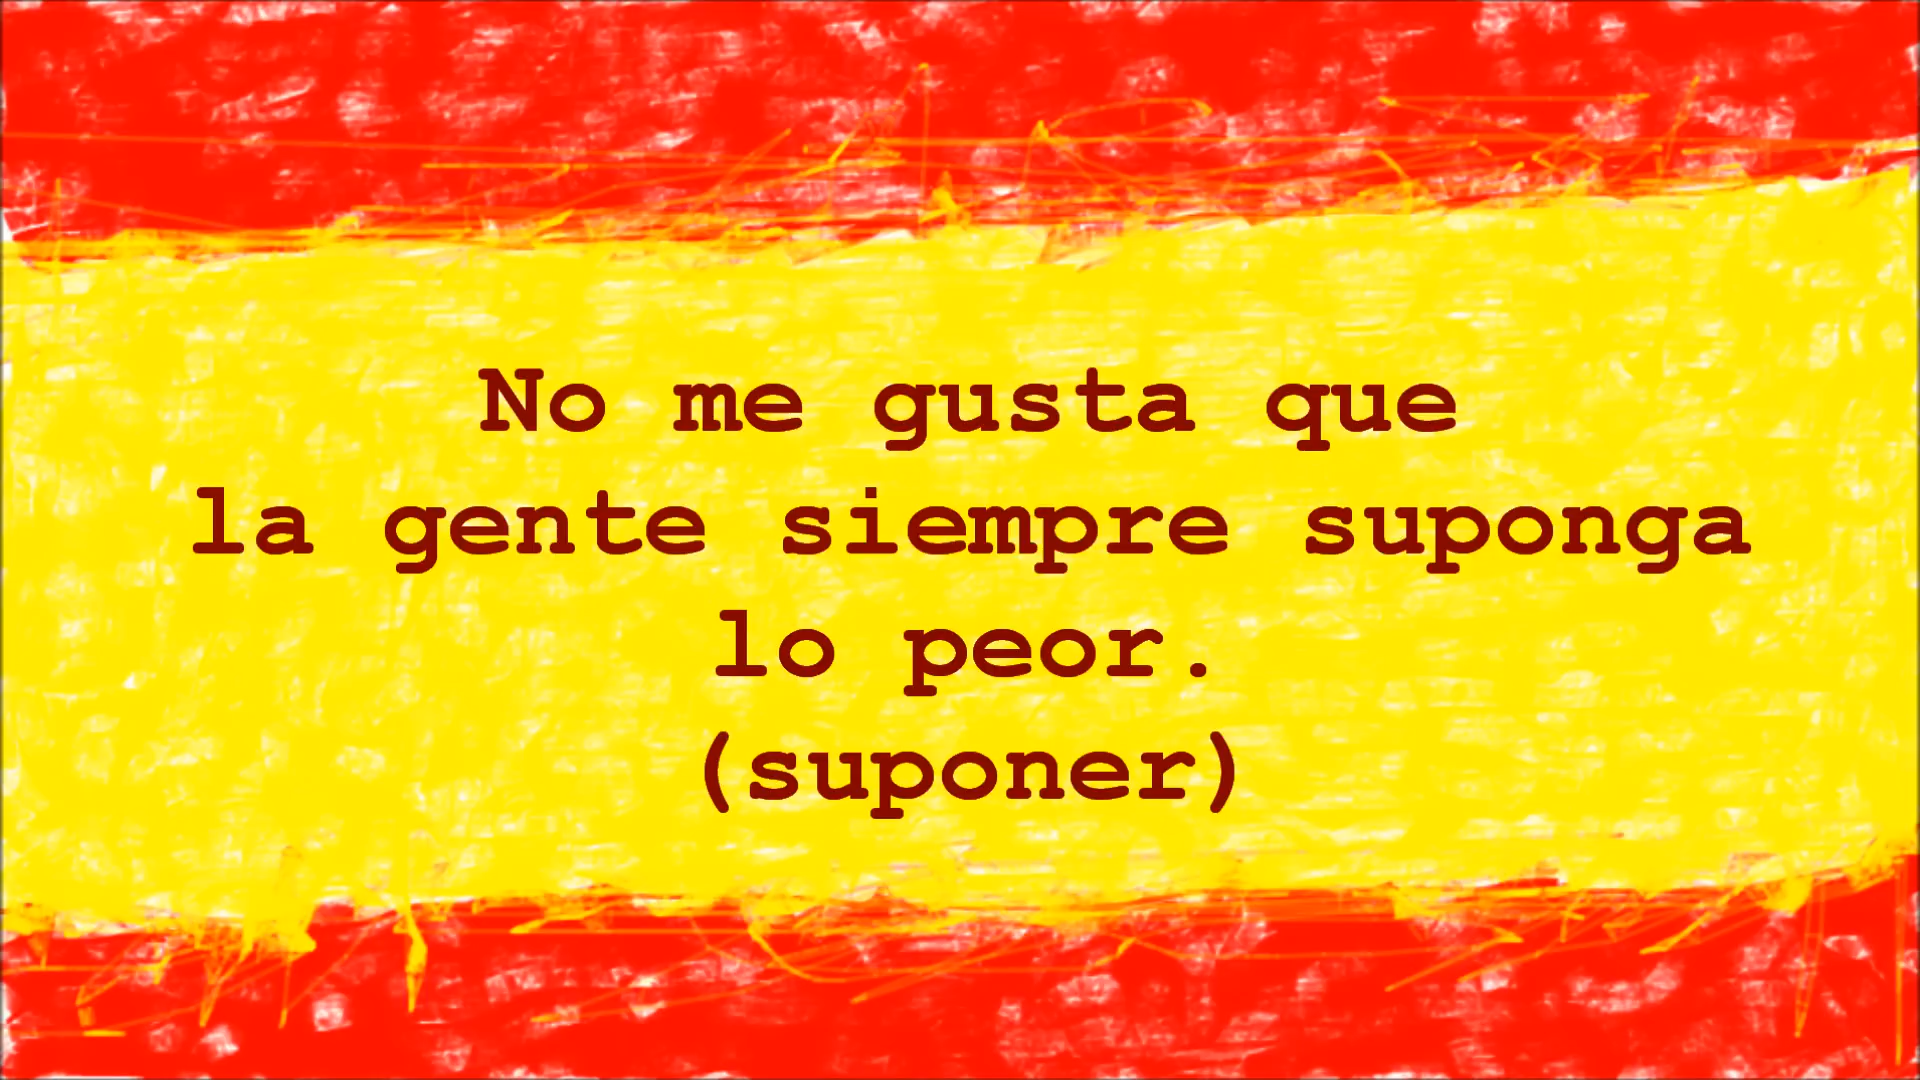 No me gusta que
la gente siempre suponga
lo peor.
(suponer)